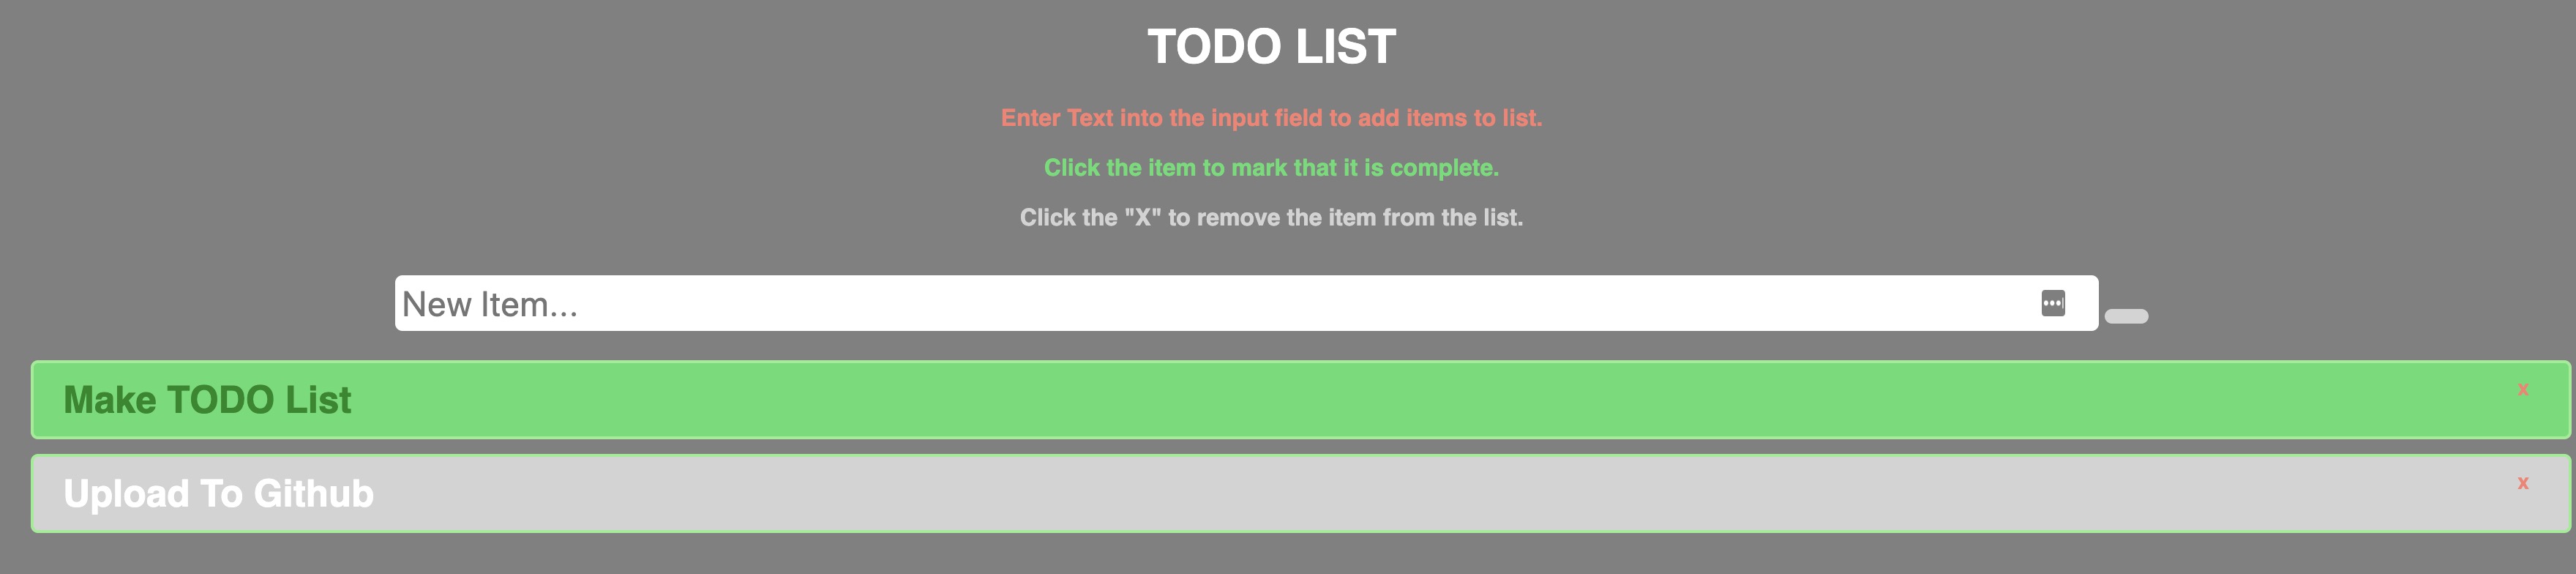 TODO LIST
Enter Text into the input field to add items to list.
Click the item to mark that it is complete.
Click the "X" to remove the item from the list.
New Item...
Make TODO List
x
Upload To Github
x